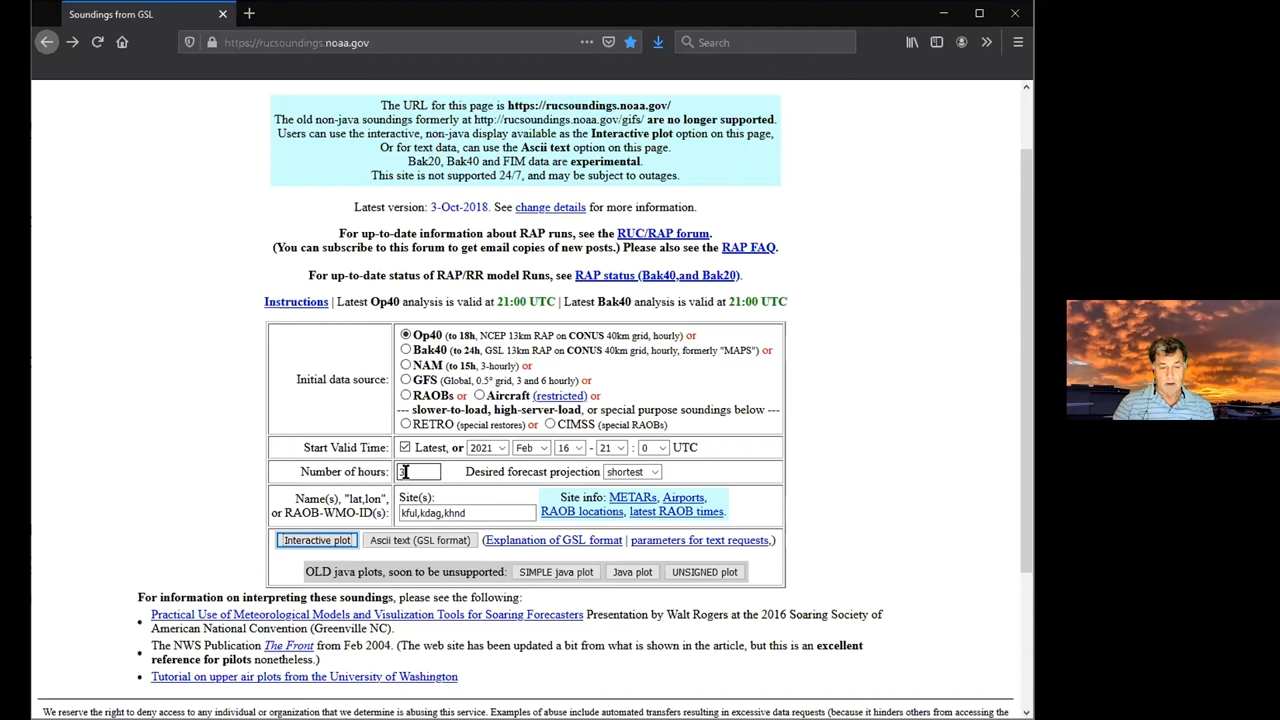 Soundings from GSL
https://rucsoundings.noaa.gov
Search
The URL for this page is https://rucsoundings.noaa.gov/
The old non-java soundings formerly at http://rucsoundings.noaa.gov/gifs/ are no longer supported.
Users can use the interactive, non-java display available as the Interactive plot option on this page,
Or for text data, can use the Ascii text option on this page.
Bak20, Bak40 and FIM data are experimental.
This site is not supported 24/7, and may be subject to outages.
Latest version: 3-Oct-2018. See change details for more information.
For up-to-date information about RAP runs, see the RUC/RAP forum.
(You can subscribe to this forum to get email copies of new posts.) Please also see the RAP FAQ.
For up-to-date status of RAP/RR model Runs, see RAP status (Bak40,and Bak20).
Instructions | Latest Op40 analysis is valid at 21:00 UTC | Latest Bak40 analysis is valid at 21:00 UTC
Initial data source:
Op40 (to 18h, NCEP 13km RAP on CONUS 40km grid, hourly) or
Bak40 (to 24h, GSL 13km RAP on CONUS 40km grid, hourly, formerly "MAPS") or
NAM (to 15h, 3-hourly) or
GFS (Global, 0.5° grid, 3 and 6 hourly) or
RAOBs or Aircraft (restricted) or
--- slower-to-load, high-server-load, or special purpose soundings below ---
RETRO (special restores) or CIMSS (special RAOBs)
Start Valid Time: Latest, or 2021 Feb 16 - 21 : 0 UTC
Number of hours: 3 Desired forecast projection shortest
Name(s), "lat,lon",
or RAOB-WMO-ID(s):
Site(s):
kful,kdag,khnd
Site info: METARs, Airports,
RAOB locations, latest RAOB times.
Interactive plot Ascii text (GSL format) (Explanation of GSL format | parameters for text requests,)
OLD java plots, soon to be unsupported: SIMPLE java plot Java plot UNSIGNED plot
For information on interpreting these soundings, please see the following:
• Practical Use of Meteorological Models and Visulization Tools for Soaring Forecasters Presentation by Walt Rogers at the 2016 Soaring Society of
American National Convention (Greenville NC).
• The NWS Publication The Front from Feb 2004. (The web site has been updated a bit from what is shown in the article, but this is an excellent
reference for pilots nonetheless.)
• Tutorial on upper air plots from the University of Washington
We reserve the right to deny access to any individual or organization that we determine is abusing this service. Examples of abuse include automated transfers resulting in excessive data requests (because it hinders others from accessing the